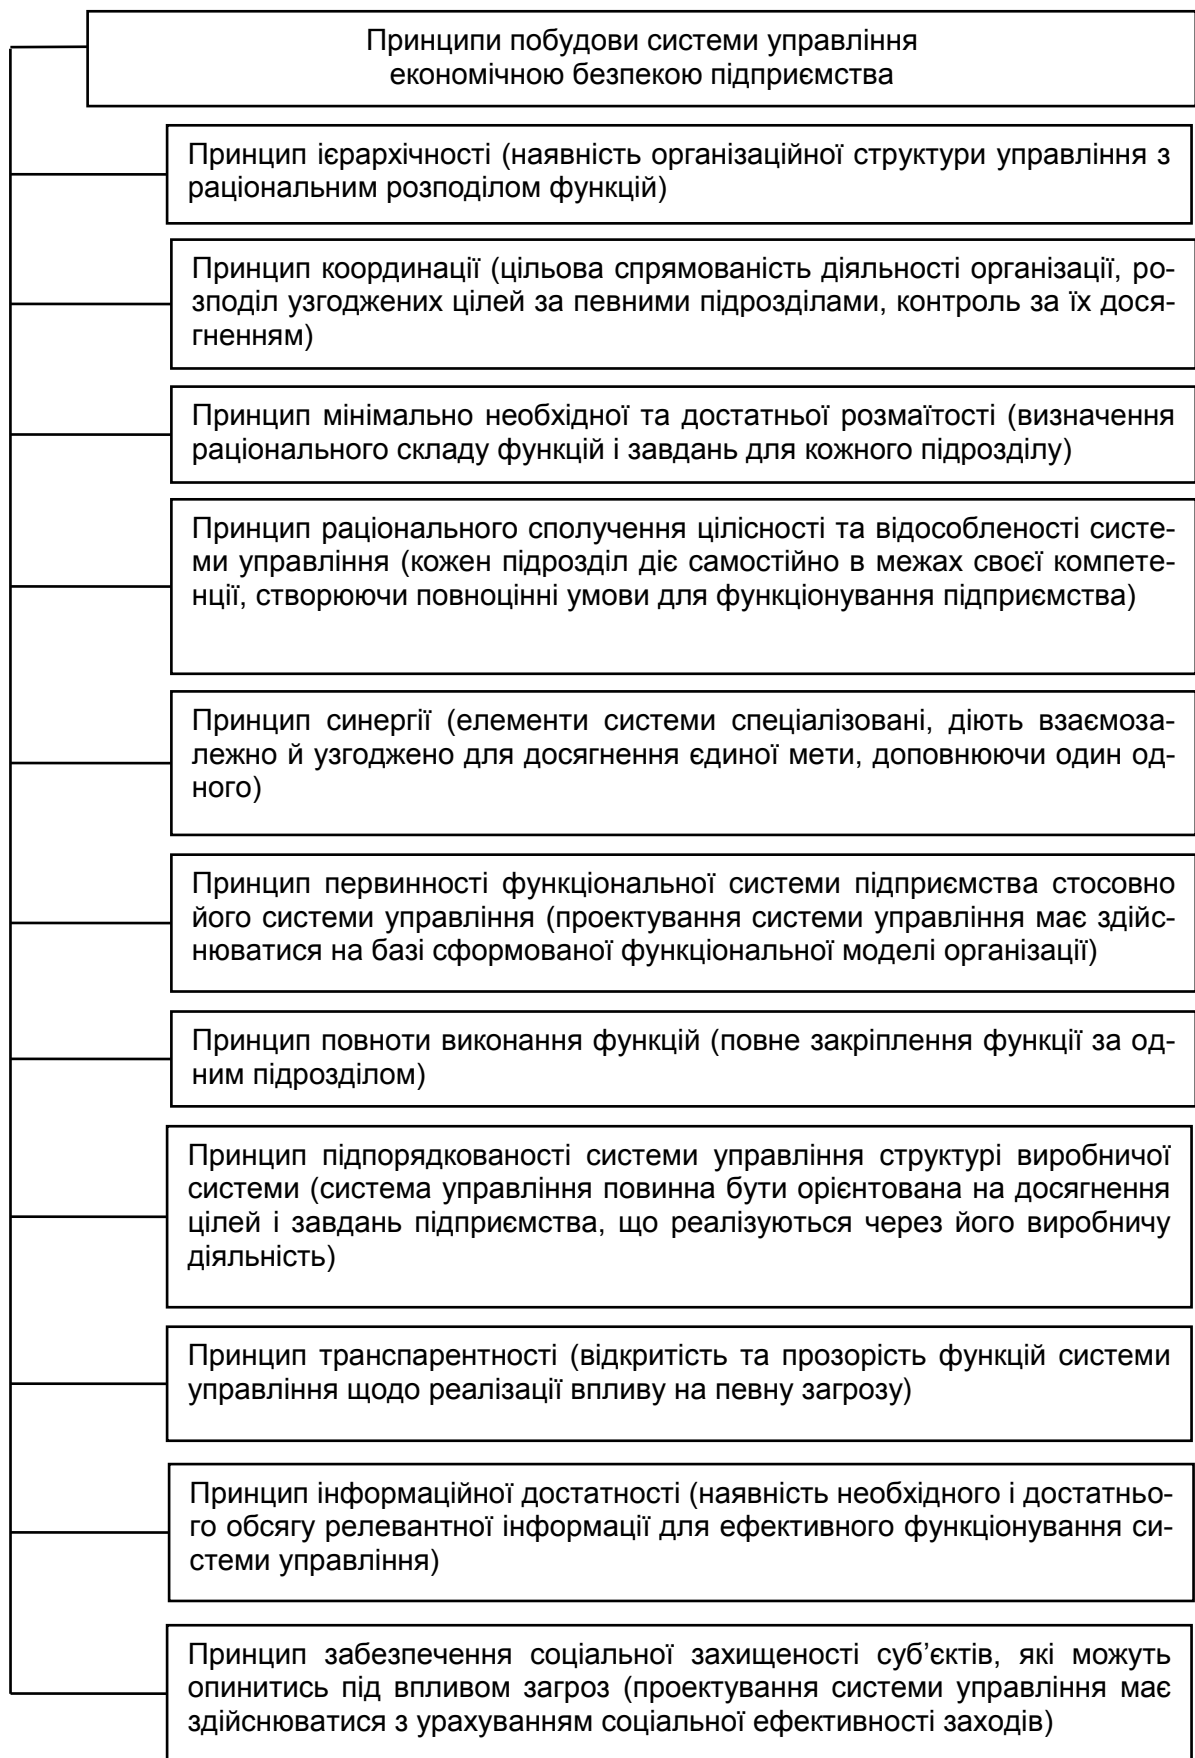 Принципи побудови системи управління
економічною безпекою підприємства
Принцип ієрархічності (наявність організаційної структури управління з
раціональним розподілом функцій)
Принцип координації (цільова спрямованість діяльності організації, ро-
зподіл узгоджених цілей за певними підрозділами, контроль за їх дося-
гненням)
Принцип мінімально необхідної та достатньої розмаїтості (визначення
раціонального складу функцій і завдань для кожного підрозділу)
Принцип раціонального сполучення цілісності та відособленості систе-
ми управління (кожен підрозділ діє самостійно в межах своєї компете-
нції, створюючи повноцінні умови для функціонування підприємства)
Принцип синергії (елементи системи спеціалізовані, діють взаємоза-
лежно й узгоджено для досягнення єдиної мети, доповнюючи один од-
ного)
Принцип первинності функціональної системи підприємства стосовно
його системи управління (проектування системи управління має здійс-
нюватися на базі сформованої функціональної моделі організації)
Принцип повноти виконання функцій (повне закріплення функції за од-
ним підрозділом)
Принцип підпорядкованості системи управління структурі виробничої
системи (система управління повинна бути орієнтована на досягнення
цілей і завдань підприємства, що реалізуються через його виробничу
діяльність)
Принцип транспарентності (відкритість та прозорість функцій системи
управління щодо реалізації впливу на певну загрозу)
Принцип інформаційної достатності (наявність необхідного і достатньо-
го обсягу релевантної інформації для ефективного функціонування си-
стеми управління)
Принцип забезпечення соціальної захищеності суб’єктів, які можуть
опинитись під впливом загроз (проектування системи управління має
здійснюватися з урахуванням соціальної ефективності заходів)